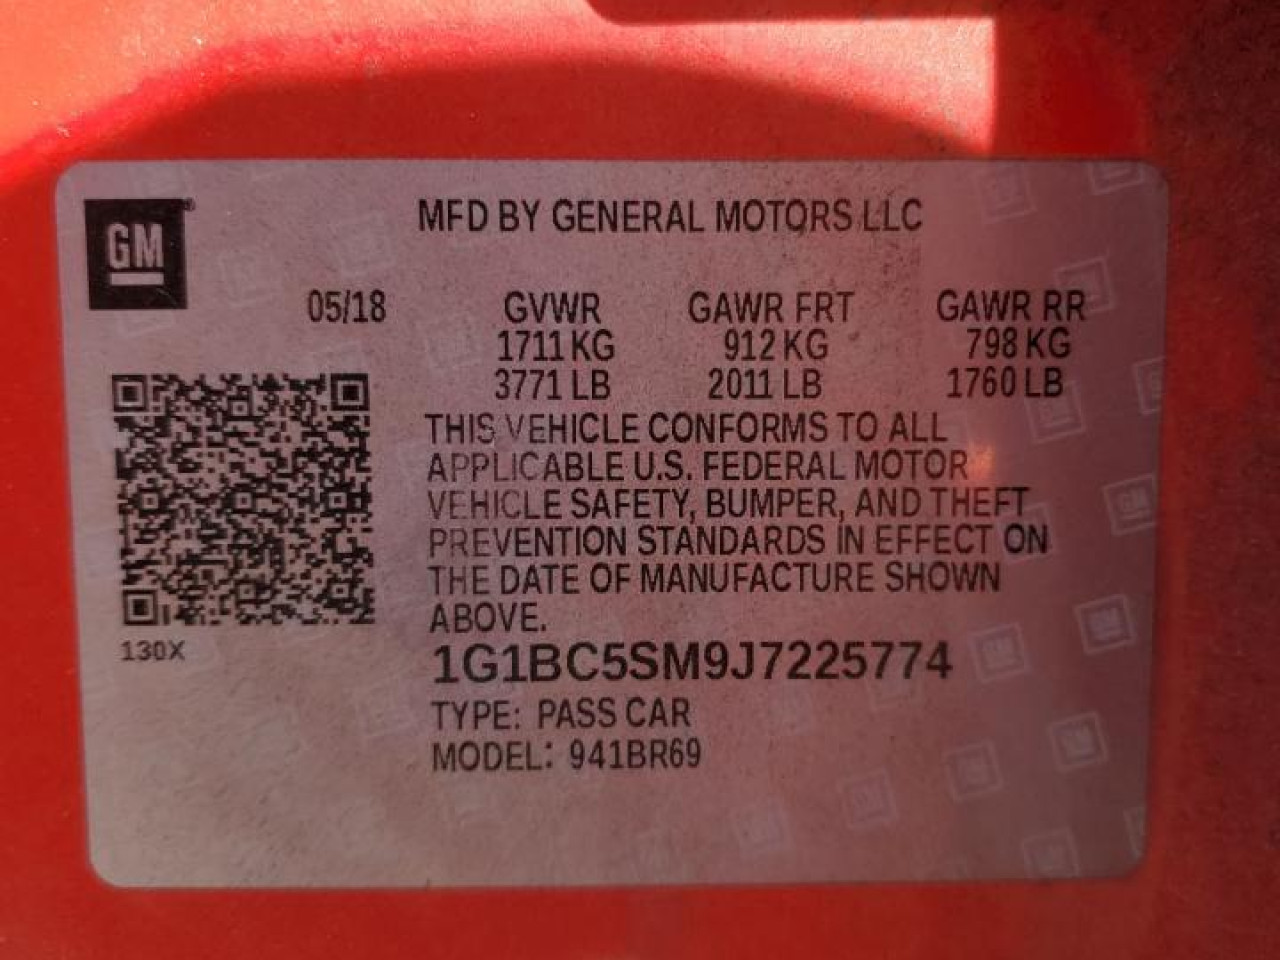 GM
MFD BY GENERAL MOTORS LLC
05/18 GVWR GAWR FRT GAWR RR
1711 KG 912 KG 798 KG
3771 LB 2011 LB 1760 LB
THIS VEHICLE CONFORMS TO ALL
APPLICABLE U.S. FEDERAL MOTOR
VEHICLE SAFETY, BUMPER, AND THEFT
PREVENTION STANDARDS IN EFFECT ON
THE DATE OF MANUFACTURE SHOWN
ABOVE.
130X
1G1BC5SM9J7225774
TYPE: PASS CAR
MODEL: 941BR69